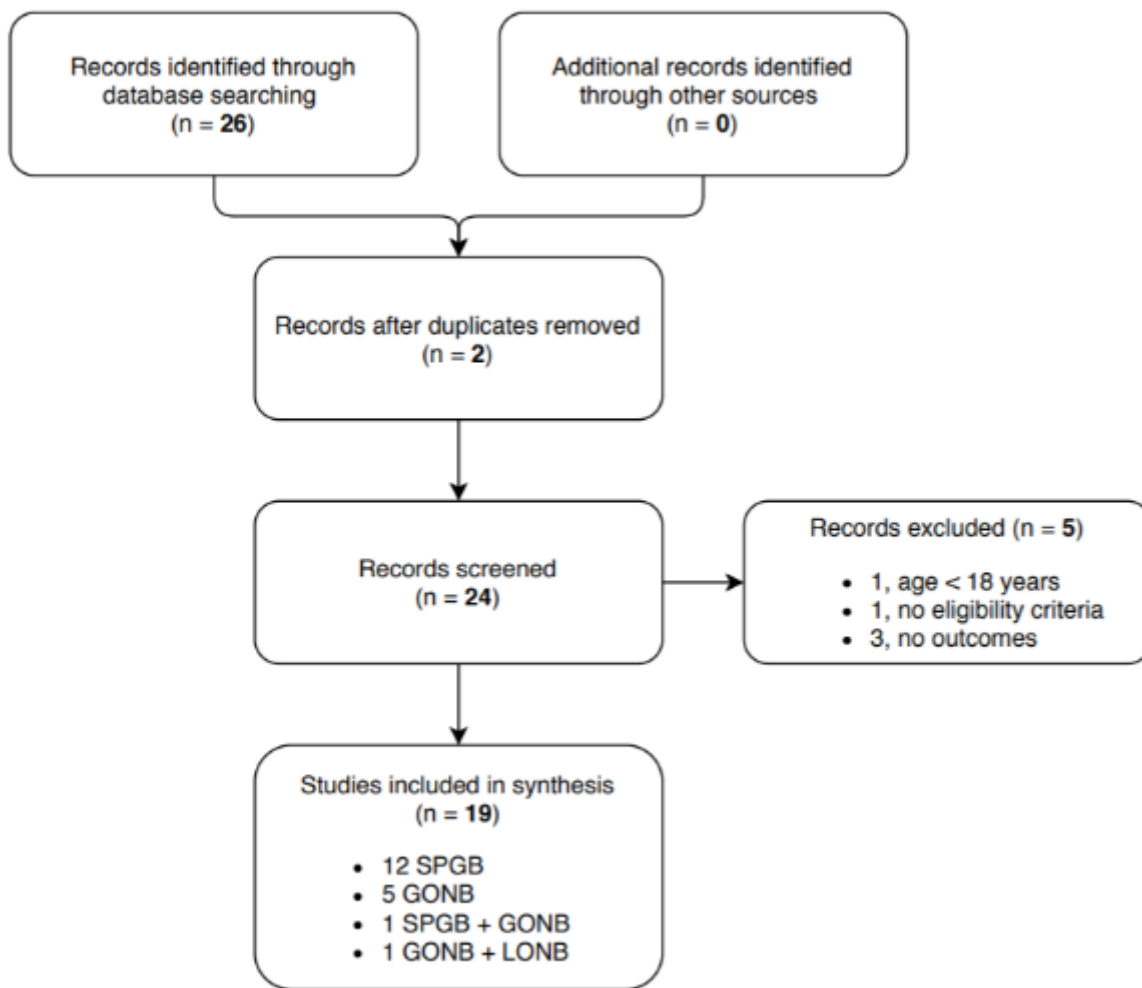 Records identified through
database searching
(n = 26)
Additional records identified
through other sources
(n = 0)
Records after duplicates removed
(n = 2)
Records screened
(n = 24)
Records excluded (n = 5)
• 1, age < 18 years
• 1, no eligibility criteria
• 3, no outcomes
Studies included in synthesis
(n = 19)
• 12 SPGB
• 5 GONB
• 1 SPGB + GONB
• 1 GONB + LONB